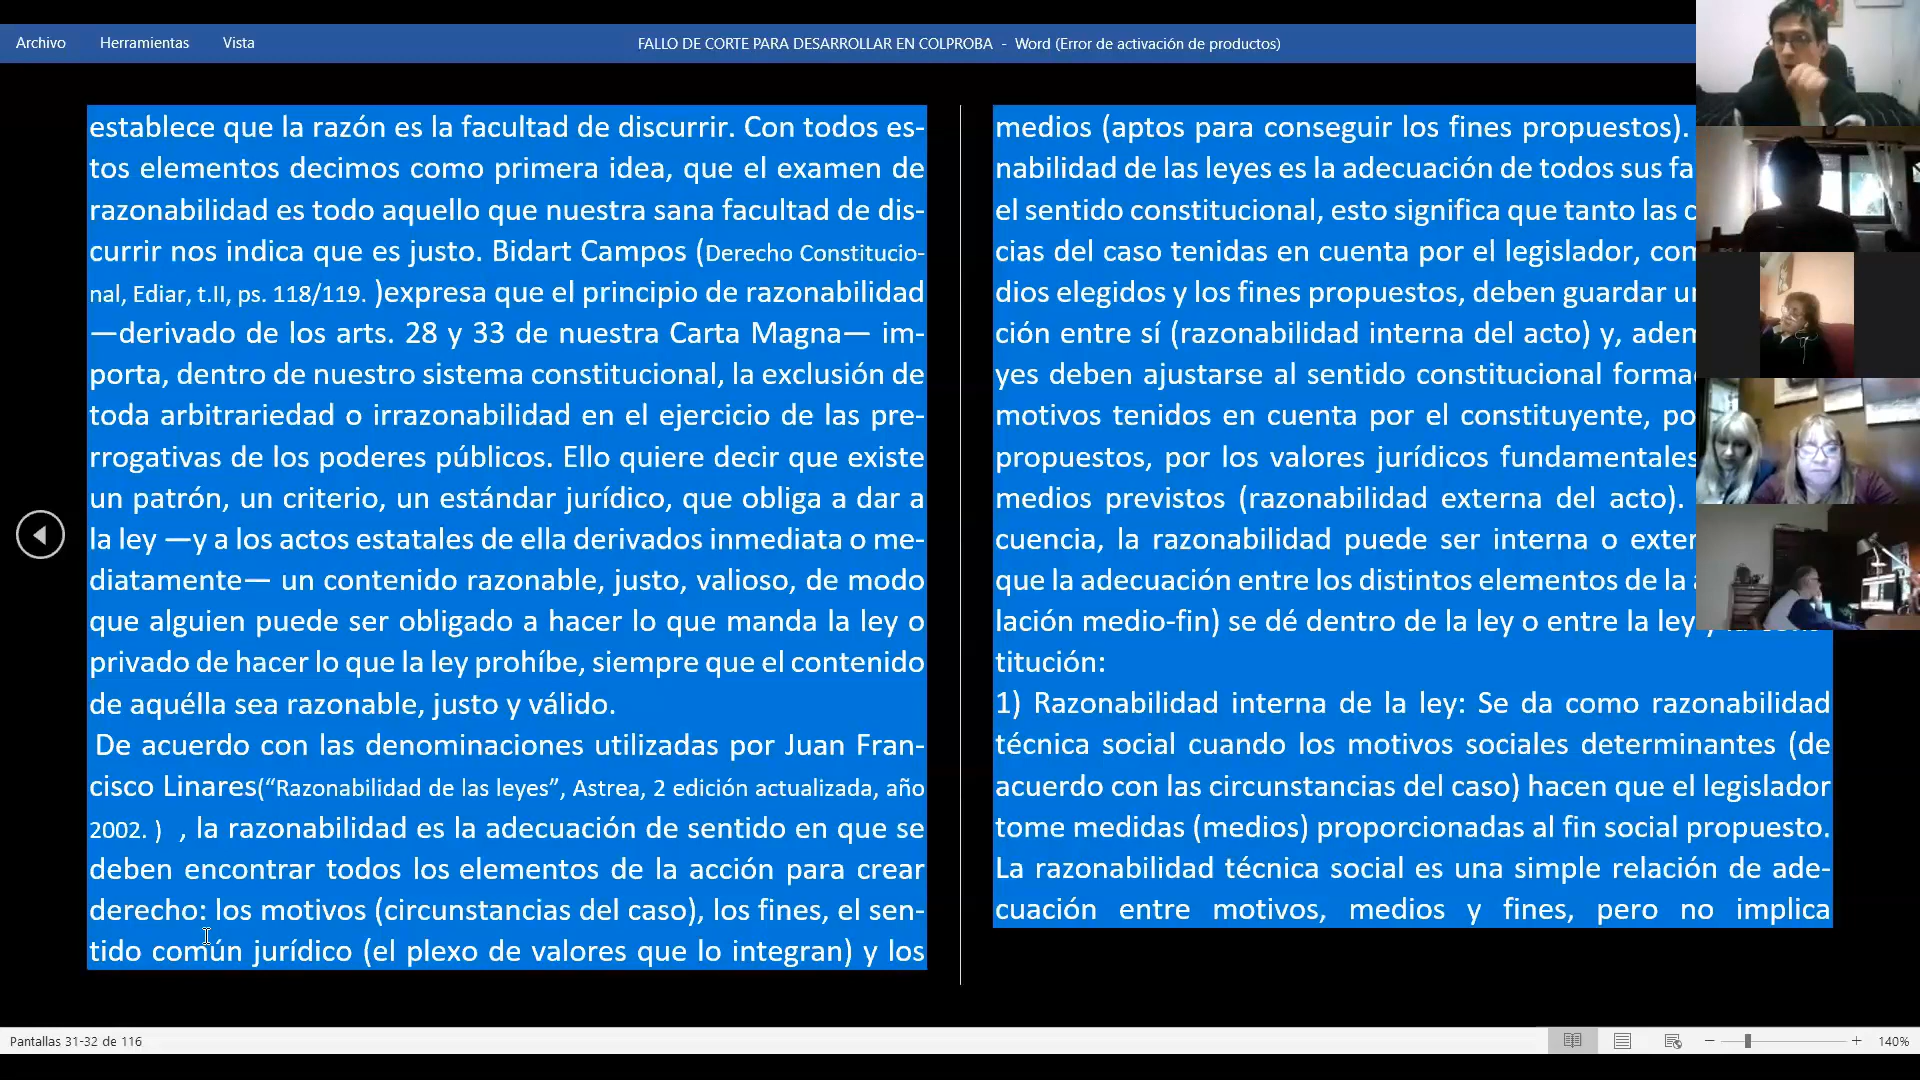 Archivo Herramientas Vista
FALLO DE CORTE PARA DESARROLLAR EN COLPROBA - Word (Error de activación de productos)
establece que la razón es la facultad de discurrir. Con todos es-
tos elementos decimos como primera idea, que el examen de
razonabilidad es todo aquello que nuestra sana facultad de dis-
currir nos indica que es justo. Bidart Campos (Derecho Constitucio-
nal, Ediar, t.II, ps. 118/119. )expresa que el principio de razonabilidad
—derivado de los arts. 28 y 33 de nuestra Carta Magna— im-
porta, dentro de nuestro sistema constitucional, la exclusión de
toda arbitrariedad o irrazonabilidad en el ejercicio de las pre-
rrogativas de los poderes públicos. Ello quiere decir que existe
un patrón, un criterio, un estándar jurídico, que obliga a dar a
la ley —y a los actos estatales de ella derivados inmediata o me-
diatamente— un contenido razonable, justo, valioso, de modo
que alguien puede ser obligado a hacer lo que manda la ley o
privado de hacer lo que la ley prohíbe, siempre que el contenido
de aquélla sea razonable, justo y válido.
De acuerdo con las denominaciones utilizadas por Juan Fran-
cisco Linares(“Razonabilidad de las leyes”, Astrea, 2 edición actualizada, año
2002. ) , la razonabilidad es la adecuación de sentido en que se
deben encontrar todos los elementos de la acción para crear
derecho: los motivos (circunstancias del caso), los fines, el sen-
tido común jurídico (el plexo de valores que lo integran) y los
medios (aptos para conseguir los fines propuestos).
nabilidad de las leyes es la adecuación de todos sus fa
el sentido constitucional, esto significa que tanto las c
cias del caso tenidas en cuenta por el legislador, com
dios elegidos y los fines propuestos, deben guardar un
ción entre sí (razonabilidad interna del acto) y, adem
yes deben ajustarse al sentido constitucional formad
motivos tenidos en cuenta por el constituyente, po
propuestos, por los valores jurídicos fundamentales
medios previstos (razonabilidad externa del acto).
cuencia, la razonabilidad puede ser interna o exter
que la adecuación entre los distintos elementos de la
lación medio-fin) se dé dentro de la ley o entre la ley
titución:
1) Razonabilidad interna de la ley: Se da como razonabilidad
técnica social cuando los motivos sociales determinantes (de
acuerdo con las circunstancias del caso) hacen que el legislador
tome medidas (medios) proporcionadas al fin social propuesto.
La razonabilidad técnica social es una simple relación de ade-
cuación entre motivos, medios y fines, pero no implica
Pantallas 31-32 de 116
140%